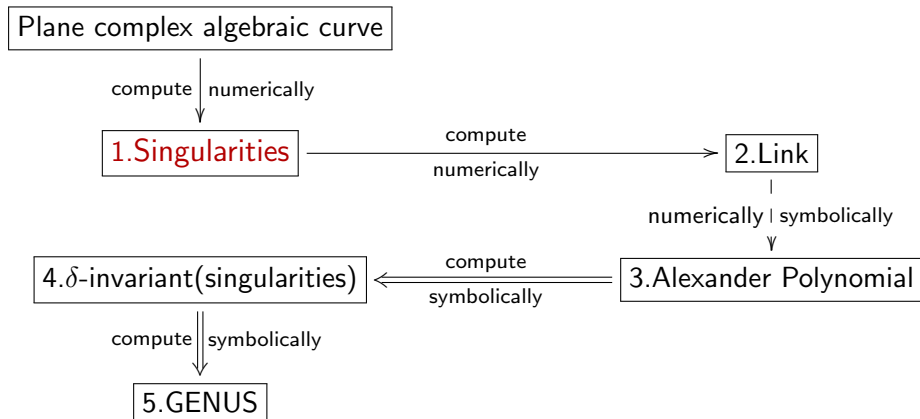 Plane complex algebraic curve
compute numerically
1.Singularities
compute
numerically
2.Link
numerically symbolically
3.Alexander Polynomial
compute
symbolically
4.δ-invariant(singularities)
compute symbolically
5.GENUS